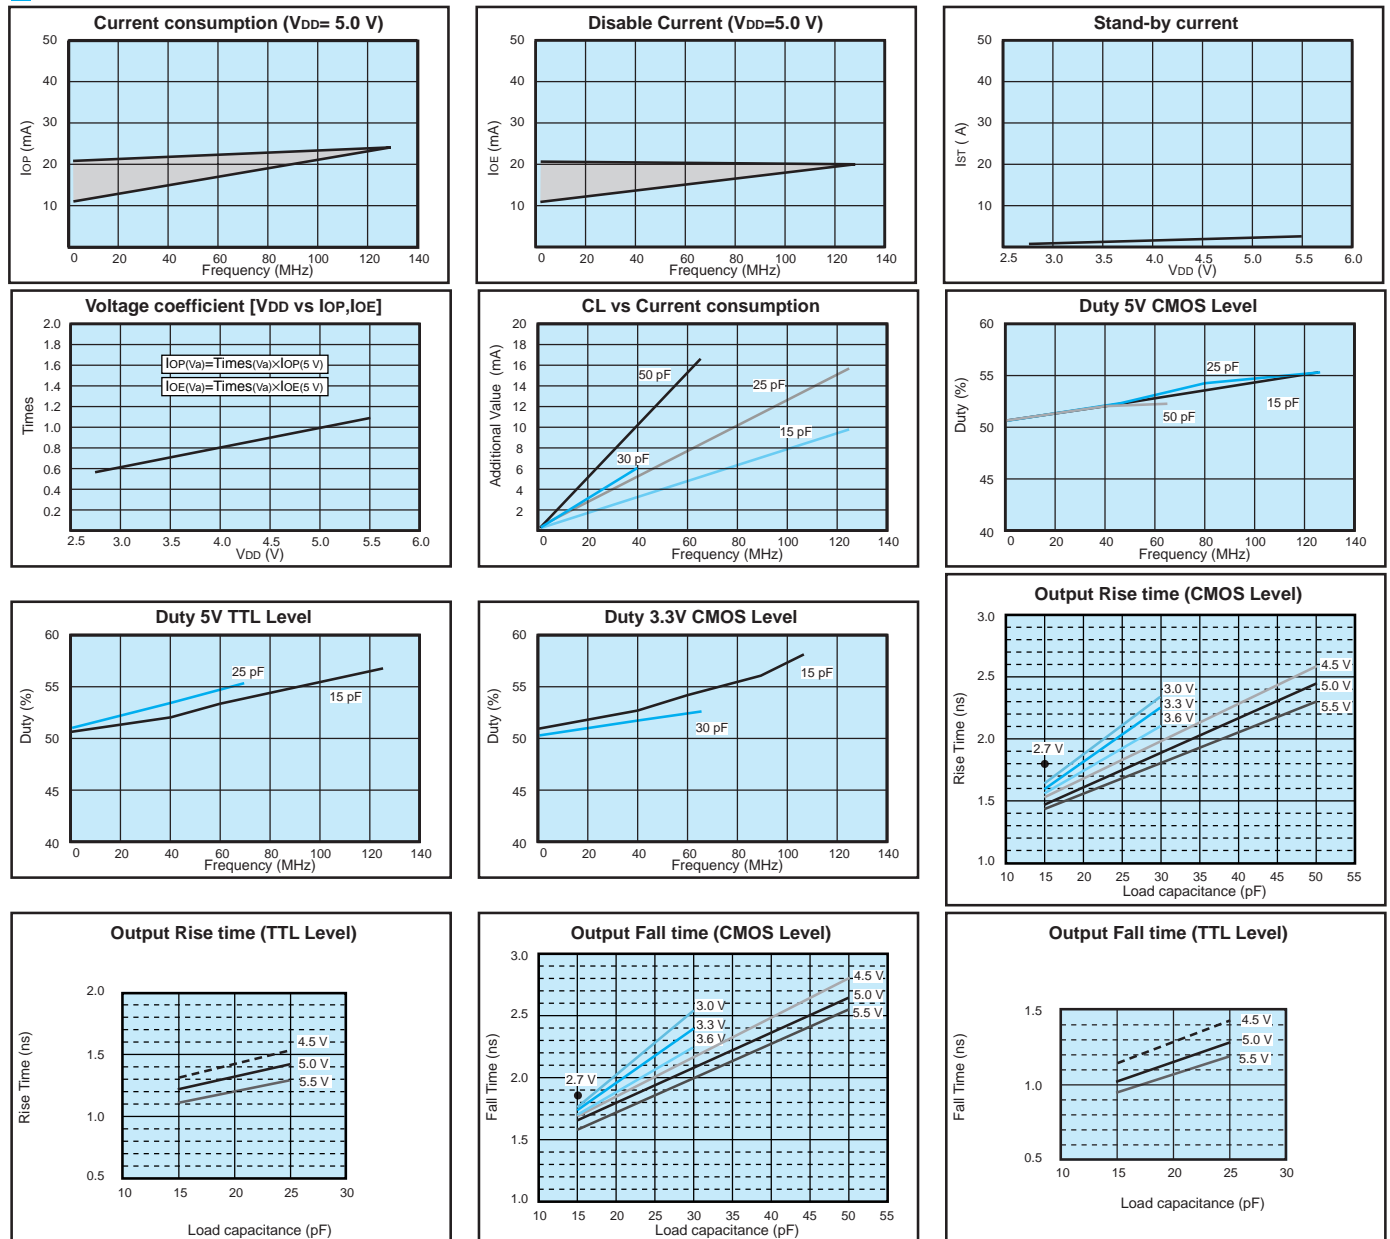 Current consumption (VDD= 5.0 V)
50
40
30
20
10
IOP (mA)
0 20 40 60 80 100 120 140
Frequency (MHz)
Disable Current (VDD=5.0 V)
50
40
30
20
10
IOE (mA)
0 20 40 60 80 100 120 140
Frequency (MHz)
Stand-by current
50
40
30
20
10
IST ( A)
2.5 3.0 3.5 4.0 4.5 5.0 5.5 6.0
VDD (V)
Voltage coefficient [VDD vs IOP,IOE]
2.0
1.8
1.6
1.4
1.2
1.0
0.8
0.6
0.4
0.2
Times
IOP(Va)=Times(Va)×IOP(5 V)
IOE(Va)=Times(Va)×IOE(5 V)
2.5 3.0 3.5 4.0 4.5 5.0 5.5 6.0
VDD (V)
CL vs Current consumption
20
18
16
14
12
10
8
6
4
2
Additional Value (mA)
50 pF
25 pF
15 pF
30 pF
0 20 40 60 80 100 120 140
Frequency (MHz)
Duty 5V CMOS Level
60
55
50
45
40
Duty (%)
25 pF
15 pF
50 pF
0 20 40 60 80 100 120 140
Frequency (MHz)
Duty 5V TTL Level
60
55
50
45
40
Duty (%)
25 pF
15 pF
0 20 40 60 80 100 120 140
Frequency (MHz)
Duty 3.3V CMOS Level
60
55
50
45
40
Duty (%)
15 pF
30 pF
0 20 40 60 80 100 120 140
Frequency (MHz)
Output Rise time (CMOS Level)
3.0
2.5
2.0
1.5
1.0
Rise Time (ns)
4.5 V
5.0 V
5.5 V
3.0 V
3.3 V
3.6 V
2.7 V
10 15 20 25 30 35 40 45 50 55
Load capacitance (pF)
Output Rise time (TTL Level)
2.0
1.5
1.0
0.5
Rise Time (ns)
4.5 V
5.0 V
5.5 V
10 15 20 25 30
Load capacitance (pF)
Output Fall time (CMOS Level)
3.0
2.5
2.0
1.5
1.0
Fall Time (ns)
4.5 V
5.0 V
5.5 V
3.0 V
3.3 V
3.6 V
2.7 V
10 15 20 25 30 35 40 45 50 55
Load capacitance (pF)
Output Fall time (TTL Level)
1.5
1.0
0.5
Fall Time (ns)
4.5 V
5.0 V
5.5 V
10 15 20 25 30
Load capacitance (pF)